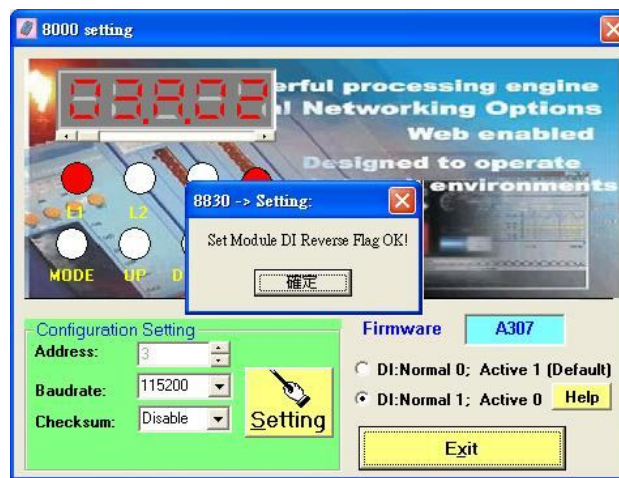 8000 setting
erful processing engine
Networking Options
Web enabled
Designed to operate
environments
03.A.02
L1
L2
MODE
UP
D
8830 -> Setting:
Set Module DI Reverse Flag OK!
確定
Configuration Setting
Address:
3
Baudrate:
115200
Checksum:
Disable
Setting
Firmware
A307
DI:Normal 0; Active 1 (Default)
DI:Normal 1; Active 0
Help
Exit